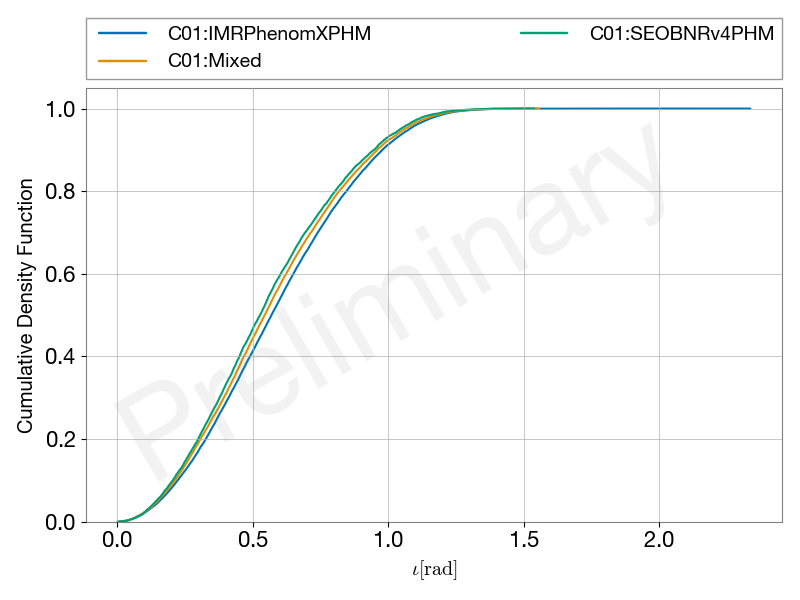 C01:IMRPhenomXPHM
C01:Mixed
C01:SEOBNRv4PHM
Preliminary
Cumulative Density Function
1.0
0.8
0.6
0.4
0.2
0.0
0.0 0.5 1.0 1.5 2.0
ι[rad]